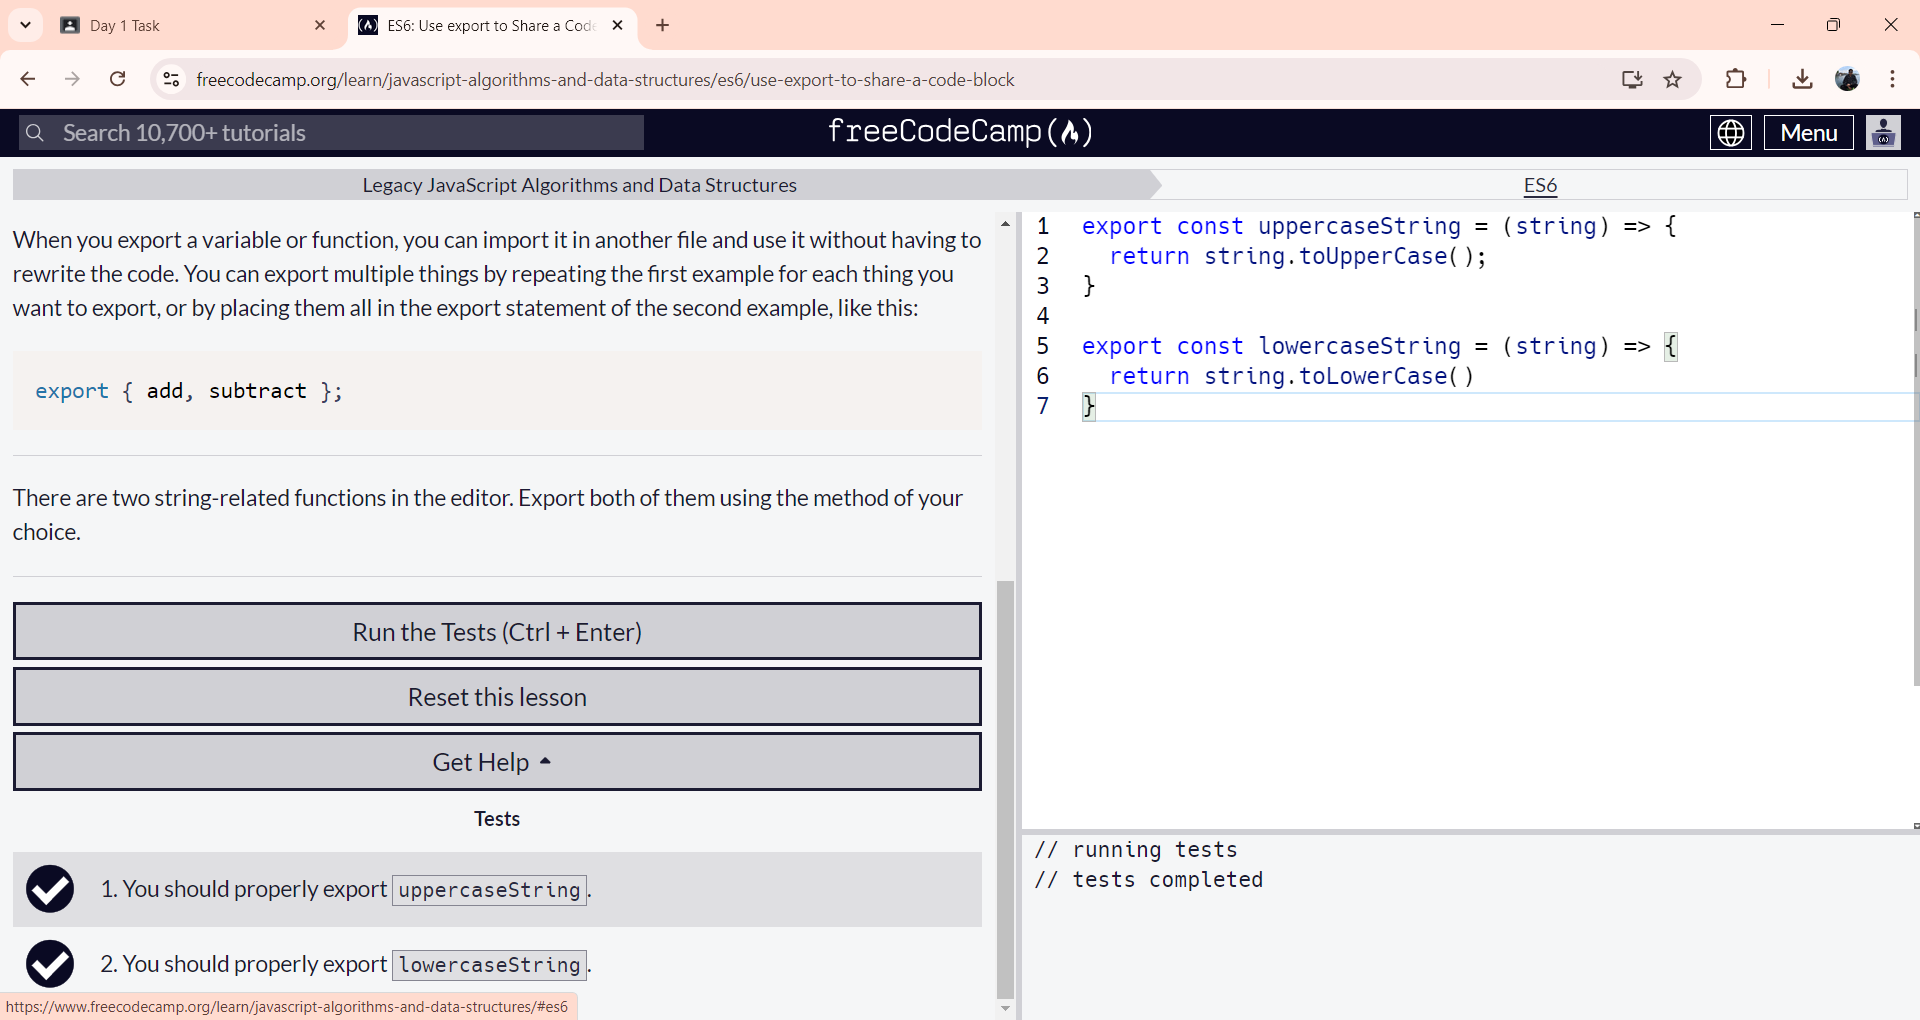 Day 1 Task
ES6: Use export to Share a Code
freecodecamp.org/learn/javascript-algorithms-and-data-structures/es6/use-export-to-share-a-code-block
Search 10,700+ tutorials
freeCodeCamp
Menu
Legacy JavaScript Algorithms and Data Structures
ES6
When you export a variable or function, you can import it in another file and use it without having to
rewrite the code. You can export multiple things by repeating the first example for each thing you
want to export, or by placing them all in the export statement of the second example, like this:
export { add, subtract };
There are two string-related functions in the editor. Export both of them using the method of your
choice.
Run the Tests (Ctrl + Enter)
Reset this lesson
Get Help
Tests
1. You should properly export uppercaseString.
2. You should properly export lowercaseString.
https://www.freecodecamp.org/learn/javascript-algorithms-and-data-structures/#es6
1 export const uppercaseString = (string) => {
2 return string.toUpperCase();
3 }
4
5 export const lowercaseString = (string) => {
6 return string.toLowerCase()
7 }
// running tests
// tests completed